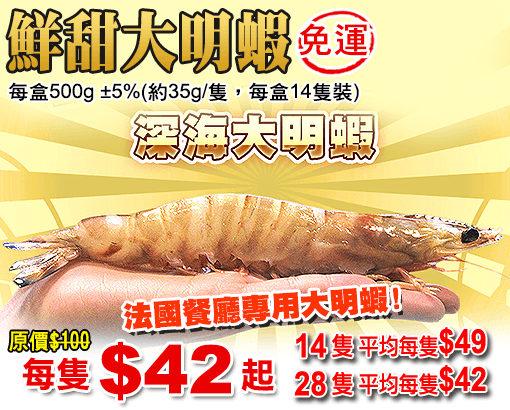 鮮甜大明蝦 免運
每盒500g ±5%(約35g/隻，每盒14隻裝)
深海大明蝦
法國餐廳專用大明蝦!
原價$100
每隻 $42 起
14隻 平均每隻$49
28隻 平均每隻$42